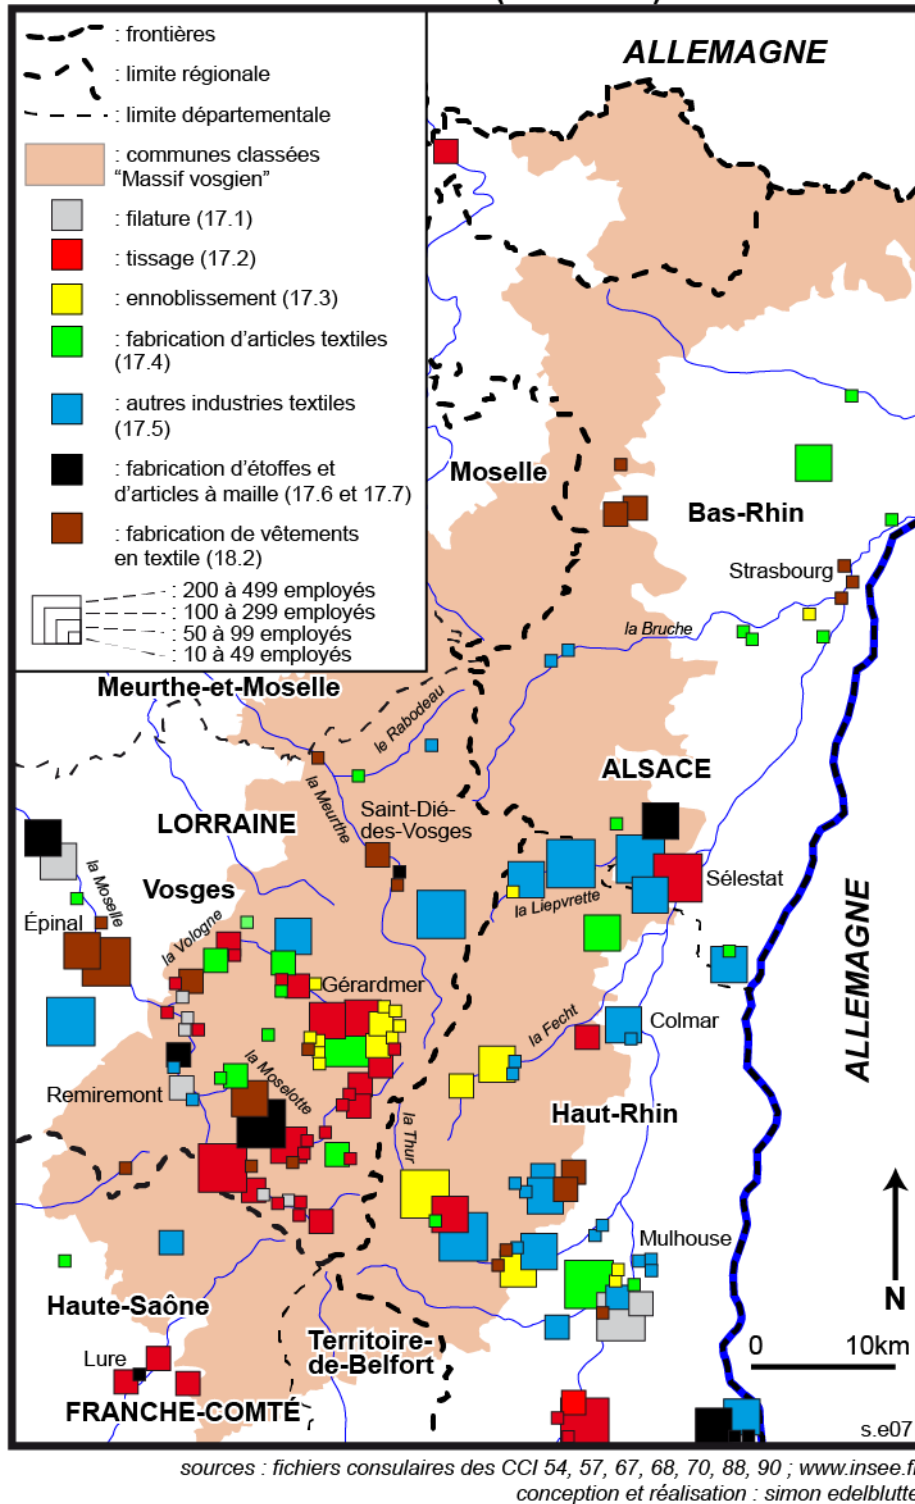 : frontières
: limite régionale
: limite départementale
: communes classées
"Massif vosgien"
: filature (17.1)
: tissage (17.2)
: ennoblissement (17.3)
: fabrication d'articles textiles
(17.4)
: autres industries textiles
(17.5)
: fabrication d'étoffes et
d'articles à maille (17.6 et 17.7)
: fabrication de vêtements
en textile (18.2)
: 200 à 499 employés
: 100 à 299 employés
: 50 à 99 employés
: 10 à 49 employés
ALLEMAGNE
Moselle
Bas-Rhin
Strasbourg
la Bruche
Meurthe-et-Moselle
le Rabodeau
la Meurthe
ALSACE
Saint-Dié-
des-Vosges
LORRAINE
Vosges
la Moselle
Sélestat
la Liepvrette
Épinal
la Vologne
ALLEMAGNE
Gérardmer
la Fecht
Colmar
Remiremont
la Moselotte
Haut-Rhin
la Thur
Mulhouse
N
Haute-Saône
Territoire-
de-Belfort
0 10km
Lure
FRANCHE-COMTÉ
s.e07
sources : fichiers consulaires des CCI 54, 57, 67, 68, 70, 88, 90 ; www.insee.f
conception et réalisation : simon edelblutte